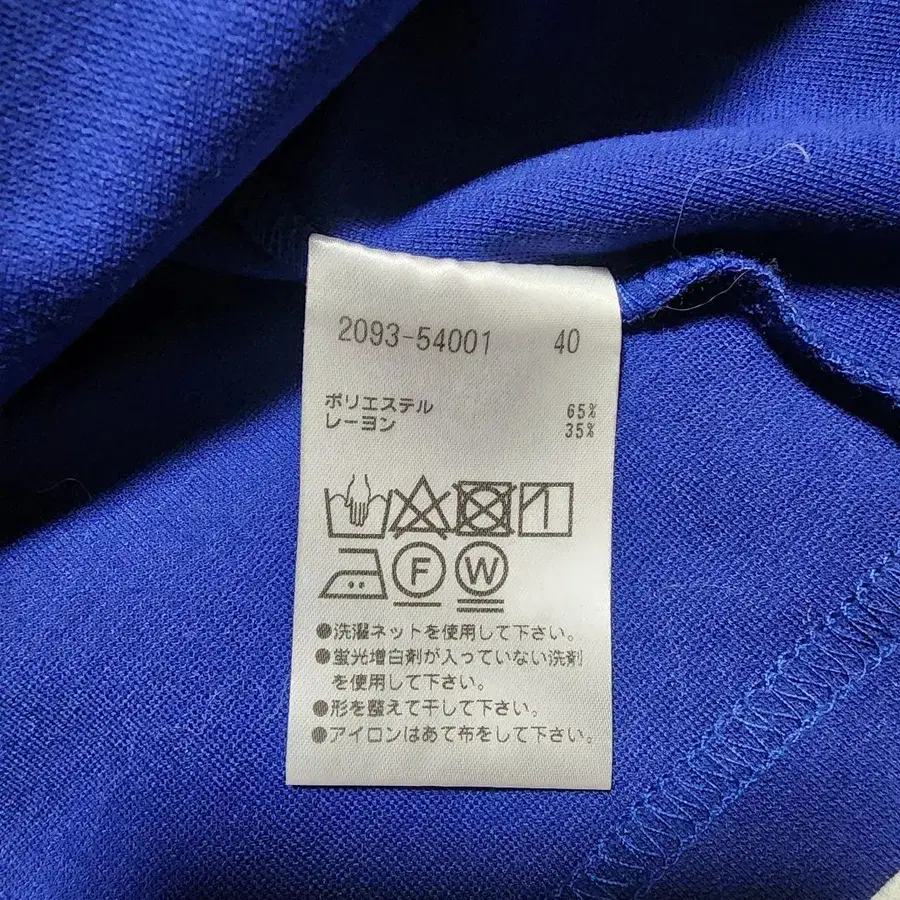 2093-54001 40
ポリエステル 65%
レーヨン 35%
F W
●洗濯ネットを使用して下さい。
●蛍光増白剤が入っていない洗剤
を使用して下さい。
●形を整えて干して下さい。
●アイロンはあて布をして下さい。